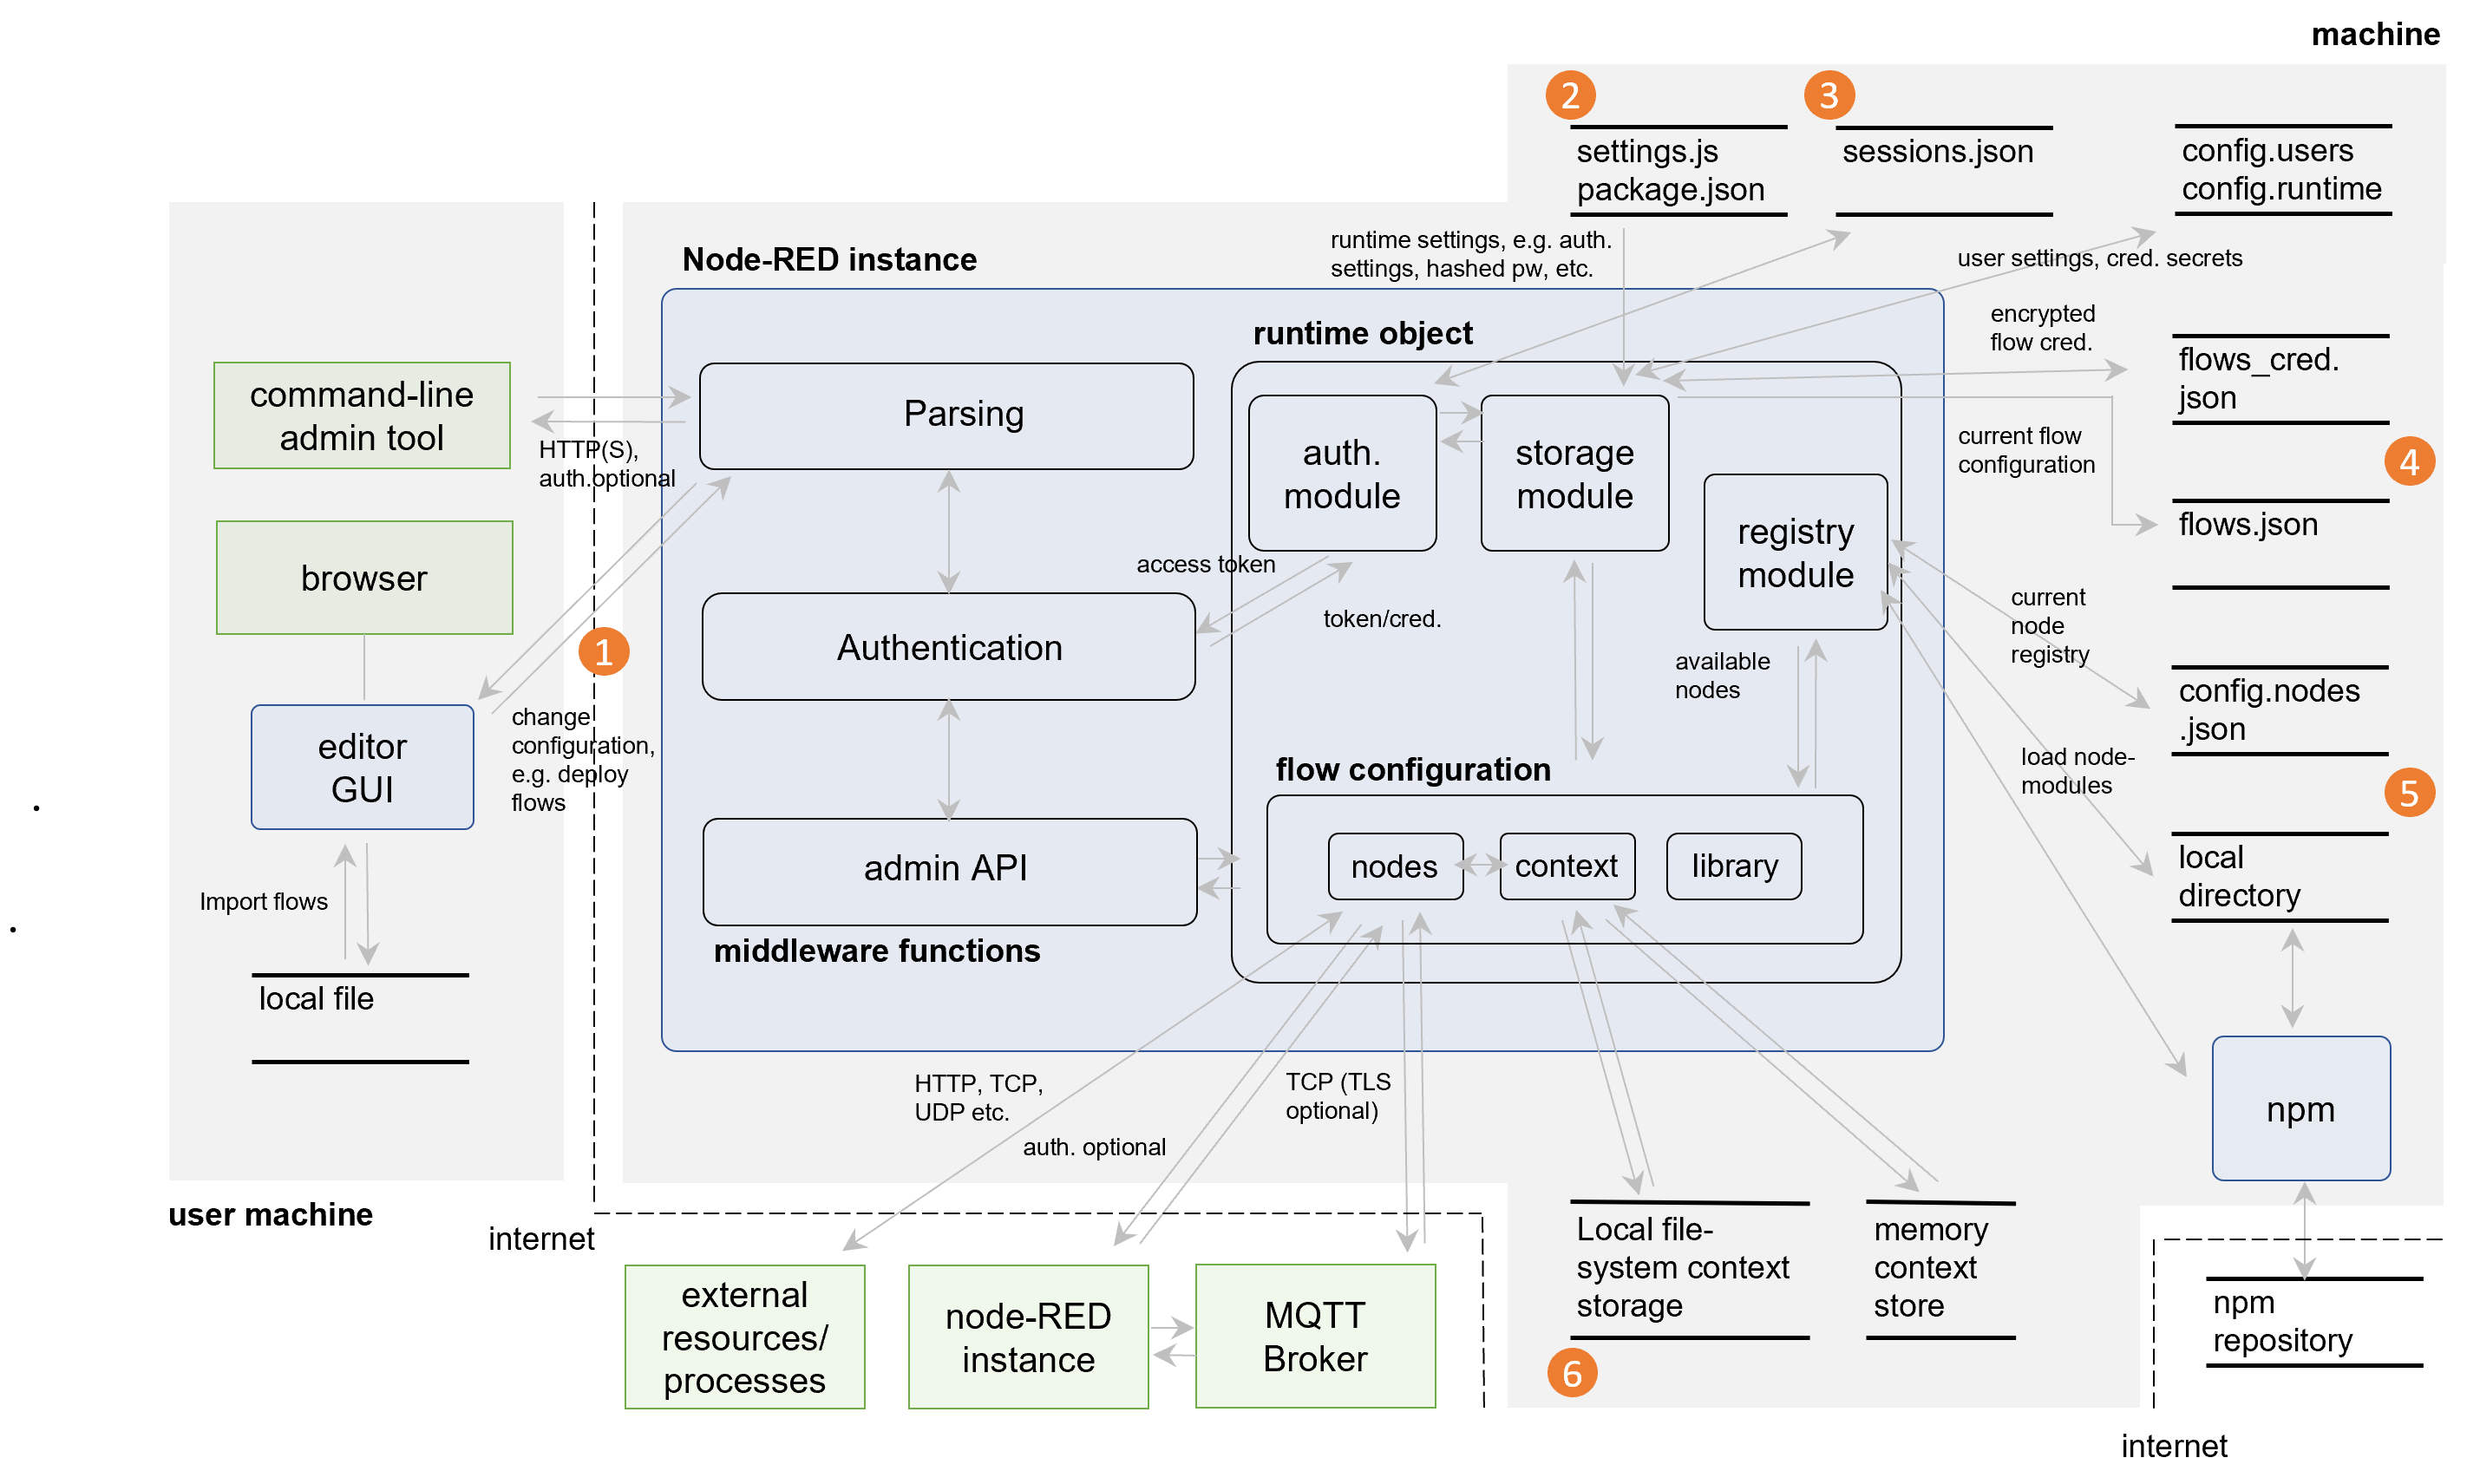 machine
2
3
settings.js
package.json
sessions.json
config.users
config.runtime
runtime settings, e.g. auth.
settings, hashed pw, etc.
user settings, cred. secrets
Node-RED instance
runtime object
encrypted
flow cred.
flows_cred.
json
command-line
admin tool
HTTP(S),
auth.optional
Parsing
auth.
module
storage
module
registry
module
current flow
configuration
4
flows.json
browser
1
access token
token/cred.
Authentication
available
nodes
current
node
registry
config.nodes
.json
editor
GUI
change
configuration,
e.g. deploy
flows
flow configuration
load node-
modules
5
nodes
context
library
admin API
middleware functions
local
directory
Import flows
local file
HTTP, TCP,
UDP etc.
auth. optional
TCP (TLS
optional)
npm
user machine
internet
external
resources/
processes
node-RED
instance
MQTT
Broker
Local file-
system context
storage
memory
context
store
6
npm
repository
internet